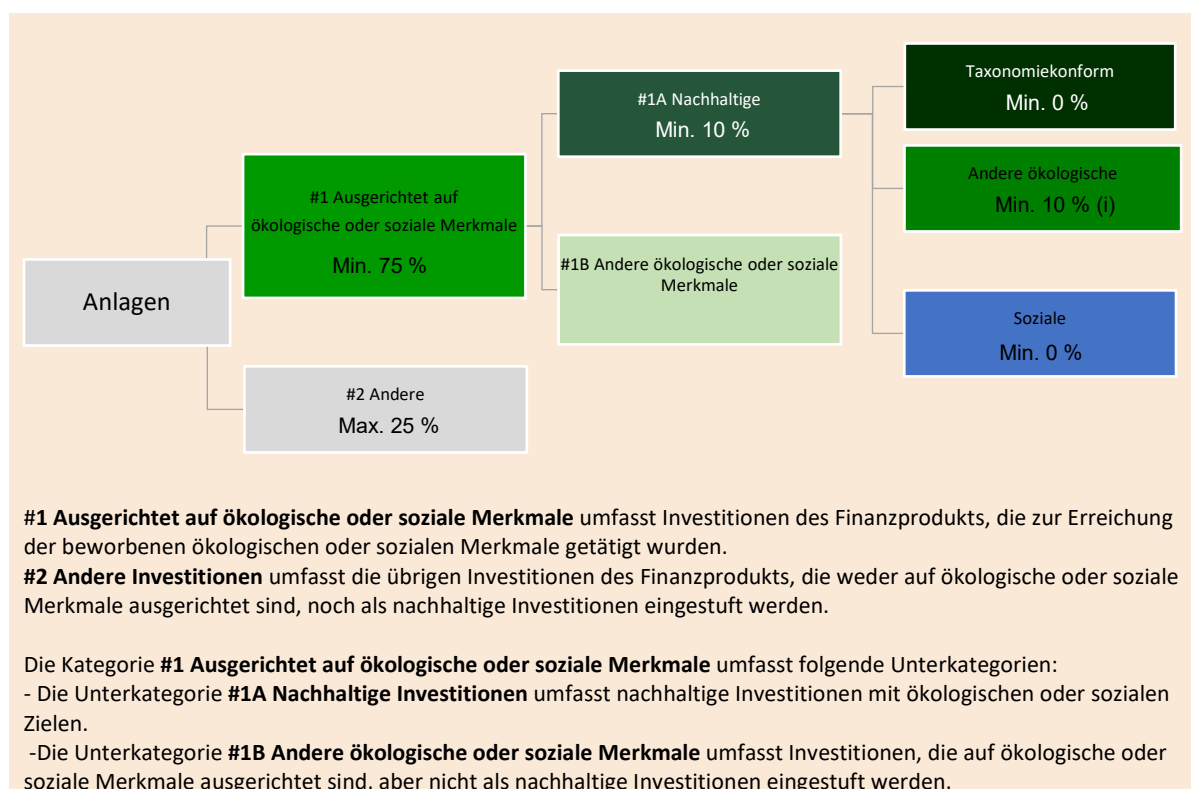 Taxonomiekonform
Min. 0 %
#1A Nachhaltige
Min. 10 %
Andere ökologische
Min. 10 % (i)
#1 Ausgerichtet auf
ökologische oder soziale Merkmale
Min. 75 %
#1B Andere ökologische oder soziale
Merkmale
Anlagen
Soziale
Min. 0 %
#2 Andere
Max. 25 %
#1 Ausgerichtet auf ökologische oder soziale Merkmale umfasst Investitionen des Finanzprodukts, die zur Erreichung
der beworbenen ökologischen oder sozialen Merkmale getätigt wurden.
#2 Andere Investitionen umfasst die übrigen Investitionen des Finanzprodukts, die weder auf ökologische oder soziale
Merkmale ausgerichtet sind, noch als nachhaltige Investitionen eingestuft werden.
Die Kategorie #1 Ausgerichtet auf ökologische oder soziale Merkmale umfasst folgende Unterkategorien:
- Die Unterkategorie #1A Nachhaltige Investitionen umfasst nachhaltige Investitionen mit ökologischen oder sozialen
Zielen.
-Die Unterkategorie #1B Andere ökologische oder soziale Merkmale umfasst Investitionen, die auf ökologische oder
soziale Merkmale ausgerichtet sind, aber nicht als nachhaltige Investitionen eingestuft werden.